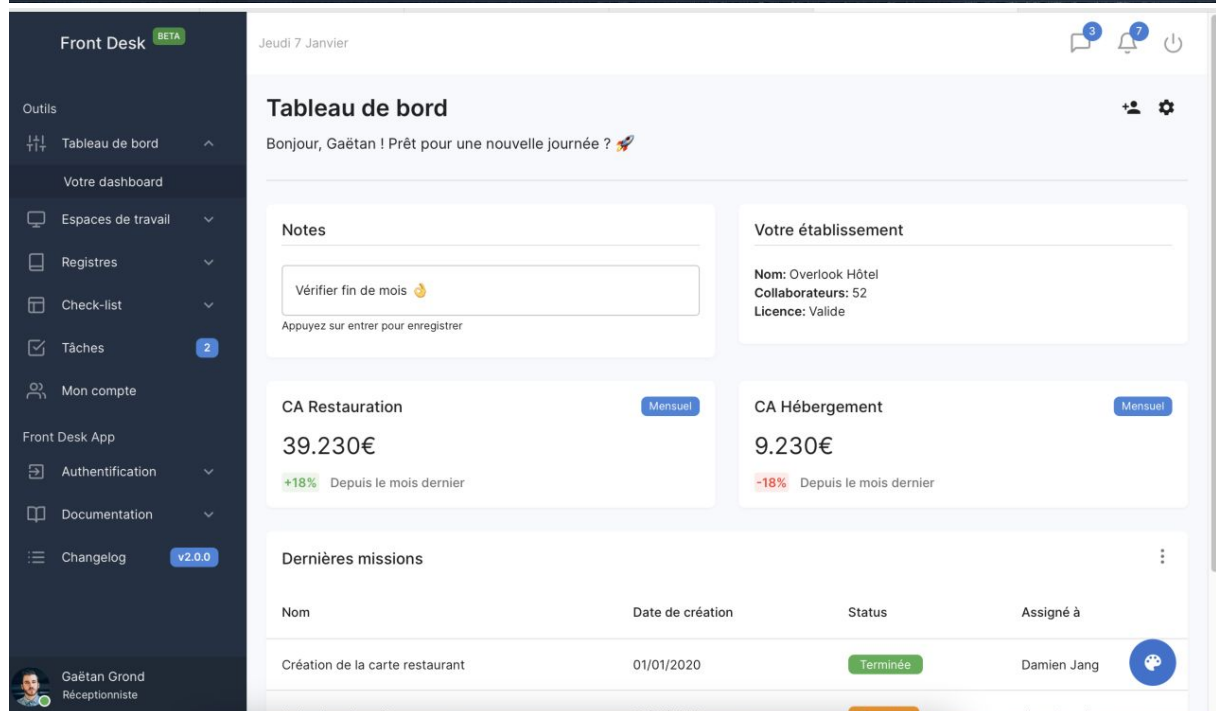 Front Desk BETA
Outils
Tableau de bord
Votre dashboard
Espaces de travail
Registres
Check-list
Tâches 2
Mon compte
Front Desk App
Authentification
Documentation
Changelog v2.0.0
Gaëtan Grond
Réceptionniste
Jeudi 7 Janvier
3 7
Tableau de bord
Bonjour, Gaëtan ! Prêt pour une nouvelle journée ? 🚀
Notes
Vérifier fin de mois 👌
Appuyez sur entrer pour enregistrer
Votre établissement
Nom: Overlook Hôtel
Collaborateurs: 52
Licence: Valide
CA Restauration Mensuel
39.230€
+18% Depuis le mois dernier
CA Hébergement Mensuel
9.230€
-18% Depuis le mois dernier
Dernières missions
Nom Date de création Status Assigné à
Création de la carte restaurant 01/01/2020 Terminée Damien Jang